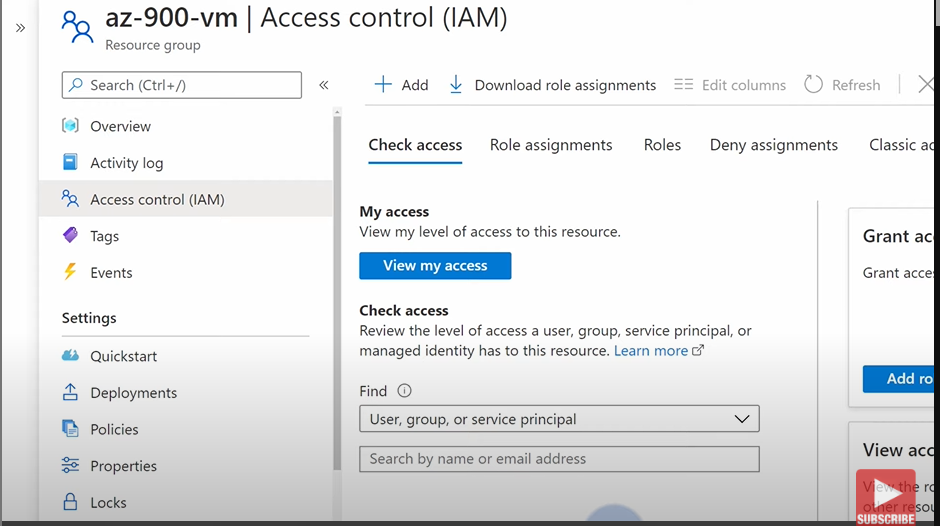 az-900-vm | Access control (IAM)
Resource group
Search (Ctrl+/)
Overview
Activity log
Access control (IAM)
Tags
Events
Settings
Quickstart
Deployments
Policies
Properties
Locks
Add
Download role assignments
Edit columns
Refresh
Check access
Role assignments
Roles
Deny assignments
Classic ac
My access
View my level of access to this resource.
View my access
Check access
Review the level of access a user, group, service principal, or
managed identity has to this resource. Learn more
Find
User, group, or service principal
Search by name or email address
Grant ac
Grant acce
Add ro
View acc
View the ro
other resou
SUBSCRIBE